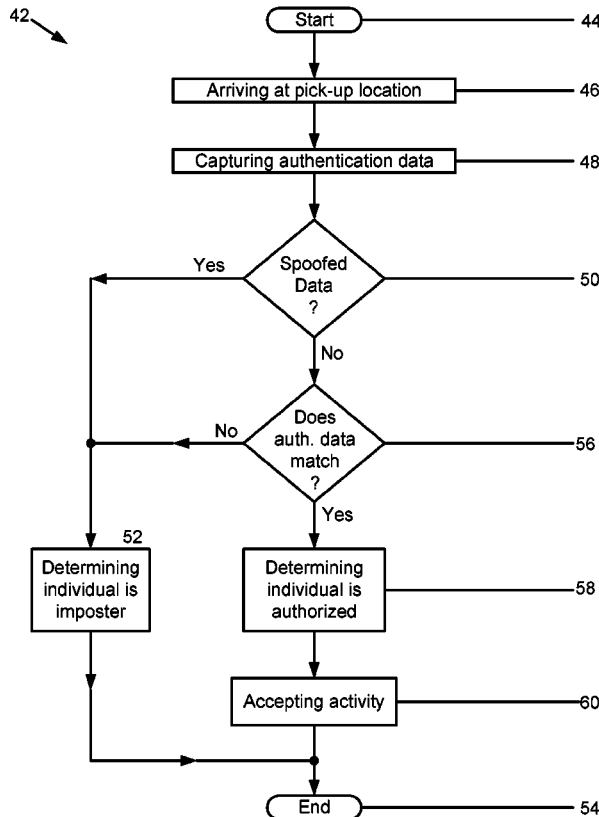 42
Start
44
Arriving at pick-up location
46
Capturing authentication data
48
Spoofed
Data
?
50
Yes
No
Does
auth. data
match
?
56
No
Yes
52
Determining
individual is
imposter
Determining
individual is
authorized
58
Accepting activity
60
End
54